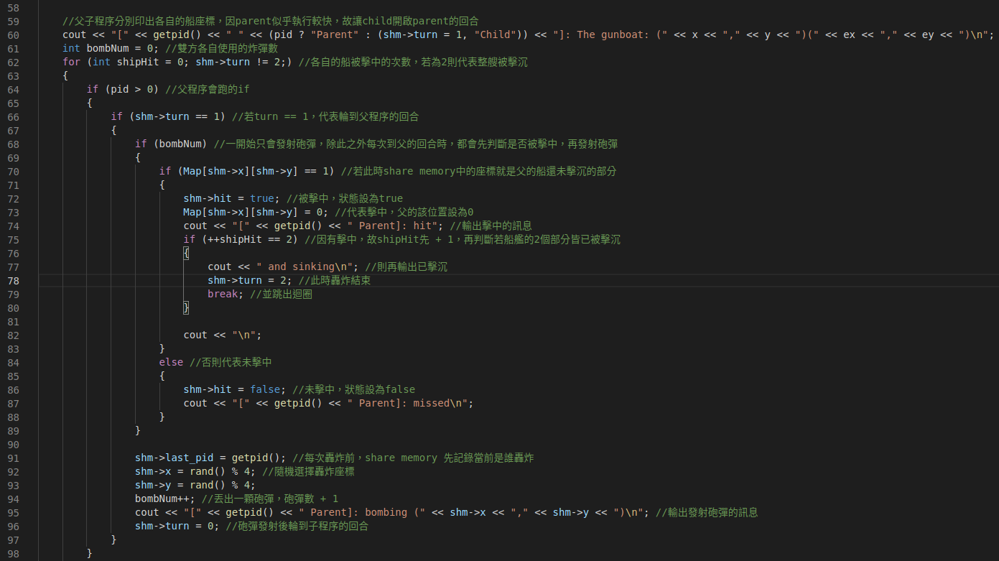 58
59 //父子程序分別印出各自的船座標，因parent似乎執行較快，故讓child開啟parent的回合
60 cout << "[" << getpid() << " " << (pid ? "Parent" : (shm->turn = 1, "Child")) << "]: The gunboat: (" << x << "," << y << ")(" << ex << "," << ey << ")\n";
61 int bombNum = 0; //雙方各自使用的炸彈數
62 for (int shipHit = 0; shm->turn != 2;) //各自的船被擊中的次數，若為2則代表整艘被擊沉
63 {
64 if (pid > 0) //父程序會跑的if
65 {
66 if (shm->turn == 1) //若turn == 1，代表輪到父程序的回合
67 {
68 if (bombNum) //一開始只會發射砲彈，除此之外每次到父的回合時，都會先判斷是否被擊中，再發射砲彈
69 {
70 if (Map[shm->x][shm->y] == 1) //若此時share memory中的座標就是父的船還未擊沉的部分
71 {
72 shm->hit = true; //被擊中，狀態設為true
73 Map[shm->x][shm->y] = 0; //代表擊中，父的該位置設為0
74 cout << "[" << getpid() << " Parent]: hit"; //輸出擊中的訊息
75 if (++shipHit == 2) //因有擊中，故shipHit先 + 1，再判斷若船艦的2個部分皆已被擊沉
76 {
77 cout << " and sinking\n"; //則再輸出已擊沉
78 shm->turn = 2; //此時轟炸結束
79 break; //並跳出迴圈
80 }
81
82 cout << "\n";
83 }
84 else //否則代表未擊中
85 {
86 shm->hit = false; //未擊中，狀態設為false
87 cout << "[" << getpid() << " Parent]: missed\n";
88 }
89 }
90
91 shm->last_pid = getpid(); //每次轟炸前，share memory 先記錄當前是誰轟炸
92 shm->x = rand() % 4; //隨機選擇轟炸座標
93 shm->y = rand() % 4;
94 bombNum++; //丟出一顆砲彈，砲彈數 + 1
95 cout << "[" << getpid() << " Parent]: bombing (" << shm->x << "," << shm->y << ")\n"; //輸出發射砲彈的訊息
96 shm->turn = 0; //砲彈發射後輪到子程序的回合
97 }
98 }